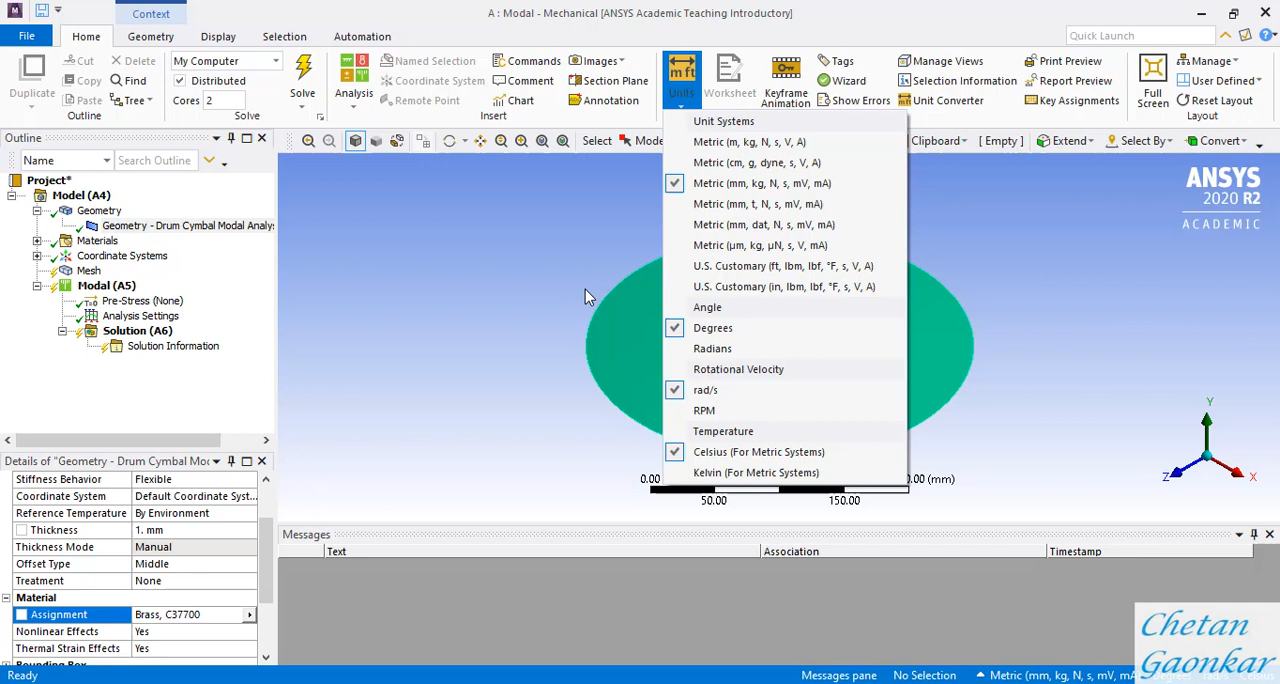 Context
A : Modal - Mechanical [ANSYS Academic Teaching Introductory]
File
Home
Geometry
Display
Selection
Automation
Quick Launch
Duplicate
Cut
Copy
Paste
Delete
Find
Tree
Outline
My Computer
Distributed
Cores 2
Solve
Solve
Analysis
Named Selection
Coordinate System
Remote Point
Commands
Comment
Chart
Images
Section Plane
Annotation
Insert
Units
Worksheet
Keyframe Animation
Tags
Wizard
Show Errors
Manage Views
Selection Information
Unit Converter
Full Screen
Print Preview
Report Preview
Key Assignments
Manage
User Defined
Reset Layout
Layout
Outline
Name
Search Outline
Project*
Model (A4)
Geometry
Geometry - Drum Cymbal Modal Analys
Materials
Coordinate Systems
Mesh
Modal (A5)
Pre-Stress (None)
Analysis Settings
Solution (A6)
Solution Information
Select
Mode
Clipboard
[ Empty ]
Extend
Select By
Convert
Unit Systems
Metric (m, kg, N, s, V, A)
Metric (cm, g, dyne, s, V, A)
Metric (mm, kg, N, s, mV, mA)
Metric (mm, t, N, s, mV, mA)
Metric (mm, dat, N, s, mV, mA)
Metric (µm, kg, µN, s, V, mA)
U.S. Customary (ft, lbm, lbf, °F, s, V, A)
U.S. Customary (in, lbm, lbf, °F, s, V, A)
Angle
Degrees
Radians
Rotational Velocity
rad/s
RPM
Temperature
Celsius (For Metric Systems)
Kelvin (For Metric Systems)
ANSYS
2020 R2
ACADEMIC
0.00
0.00 (mm)
50.00
150.00
Y
Z
X
Details of "Geometry - Drum Cymbal Mod
Stiffness Behavior Flexible
Coordinate System Default Coordinate Syst...
Reference Temperature By Environment
Thickness 1. mm
Thickness Mode Manual
Offset Type Middle
Treatment None
Material
Assignment Brass, C37700
Nonlinear Effects Yes
Thermal Strain Effects Yes
Messages
Text
Association
Timestamp
Chetan
Gaonkar
Ready
Messages pane
No Selection
Metric (mm, kg, N, s, mV, mA)
Degrees
rad/s
Celsius